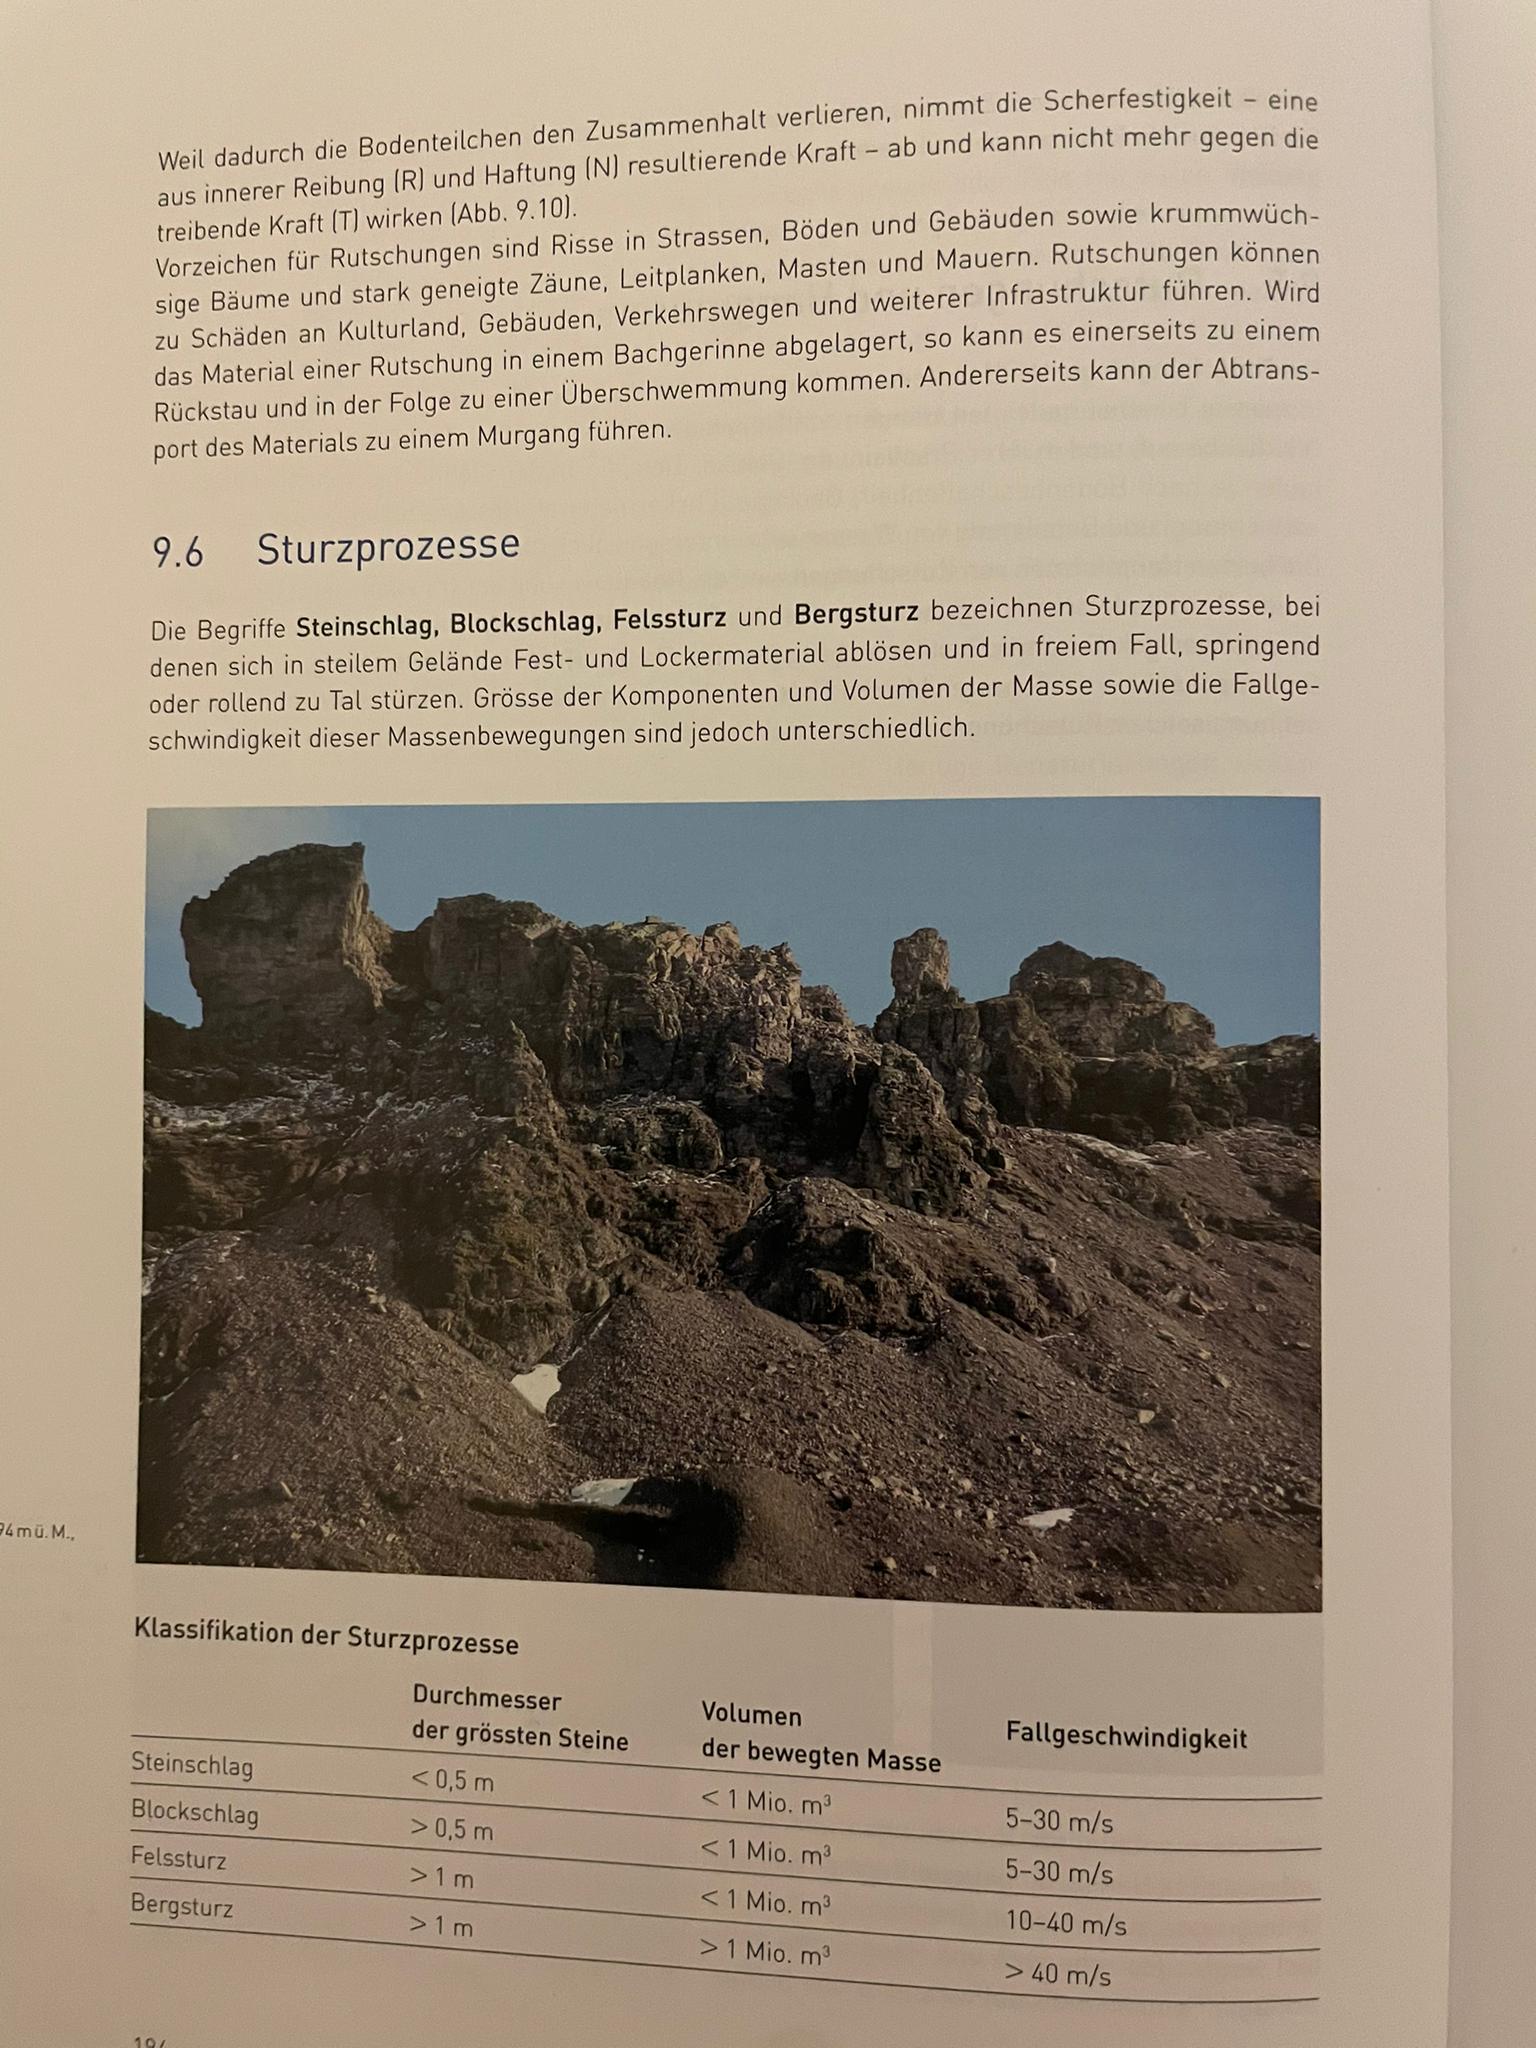 Weil dadurch die Bodenteilchen den Zusammenhalt verlieren, nimmt die Scherfestigkeit – eine
aus innerer Reibung (R) und Haftung (N) resultierende Kraft – ab und kann nicht mehr gegen die
treibende Kraft (T) wirken (Abb. 9.10).
Vorzeichen für Rutschungen sind Risse in Strassen, Böden und Gebäuden sowie krummwüch-
sige Bäume und stark geneigte Zäune, Leitplanken, Masten und Mauern. Rutschungen können
zu Schäden an Kulturland, Gebäuden, Verkehrswegen und weiterer Infrastruktur führen. Wird
das Material einer Rutschung in einem Bachgerinne abgelagert, so kann es einerseits zu einem
Rückstau und in der Folge zu einer Überschwemmung kommen. Andererseits kann der Abtrans-
port des Materials zu einem Murgang führen.
9.6 Sturzprozesse
Die Begriffe Steinschlag, Blockschlag, Felssturz und Bergsturz bezeichnen Sturzprozesse, bei
denen sich in steilem Gelände Fest- und Lockermaterial ablösen und in freiem Fall, springend
oder rollend zu Tal stürzen. Grösse der Komponenten und Volumen der Masse sowie die Fallge-
schwindigkeit dieser Massenbewegungen sind jedoch unterschiedlich.
94 m ü. M.,
Klassifikation der Sturzprozesse
Durchmesser
der grössten Steine
Volumen
der bewegten Masse
Fallgeschwindigkeit
Steinschlag < 0,5 m < 1 Mio. m³ 5–30 m/s
Blockschlag > 0,5 m < 1 Mio. m³ 5–30 m/s
Felssturz > 1 m < 1 Mio. m³ 10–40 m/s
Bergsturz > 1 m > 1 Mio. m³ > 40 m/s